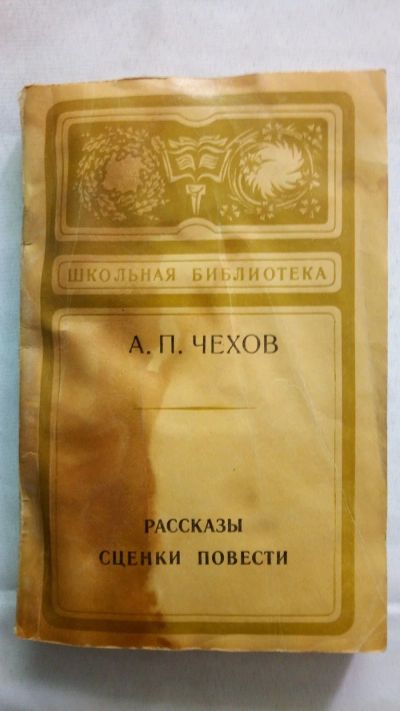 ШКОЛЬНАЯ БИБЛИОТЕКА
А. П. ЧЕХОВ
РАССКАЗЫ
СЦЕНКИ ПОВЕСТИ